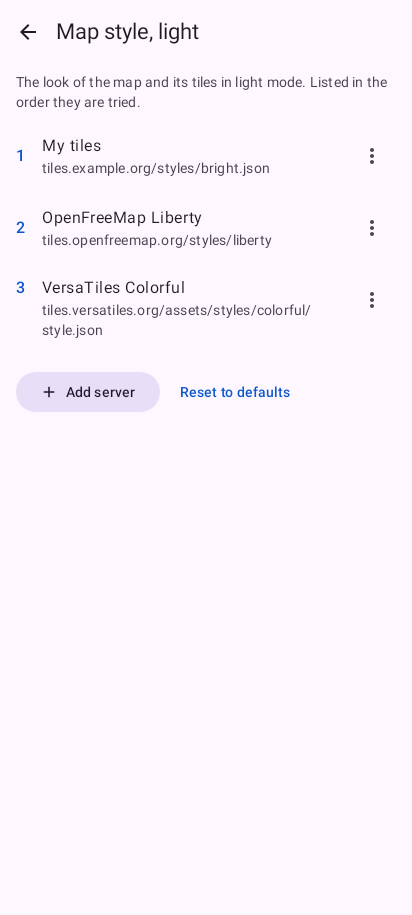 Map style, light
The look of the map and its tiles in light mode. Listed in the
order they are tried.
1
My tiles
tiles.example.org/styles/bright.json
2
OpenFreeMap Liberty
tiles.openfreemap.org/styles/liberty
3
VersaTiles Colorful
tiles.versatiles.org/assets/styles/colorful/
style.json
Add server
Reset to defaults